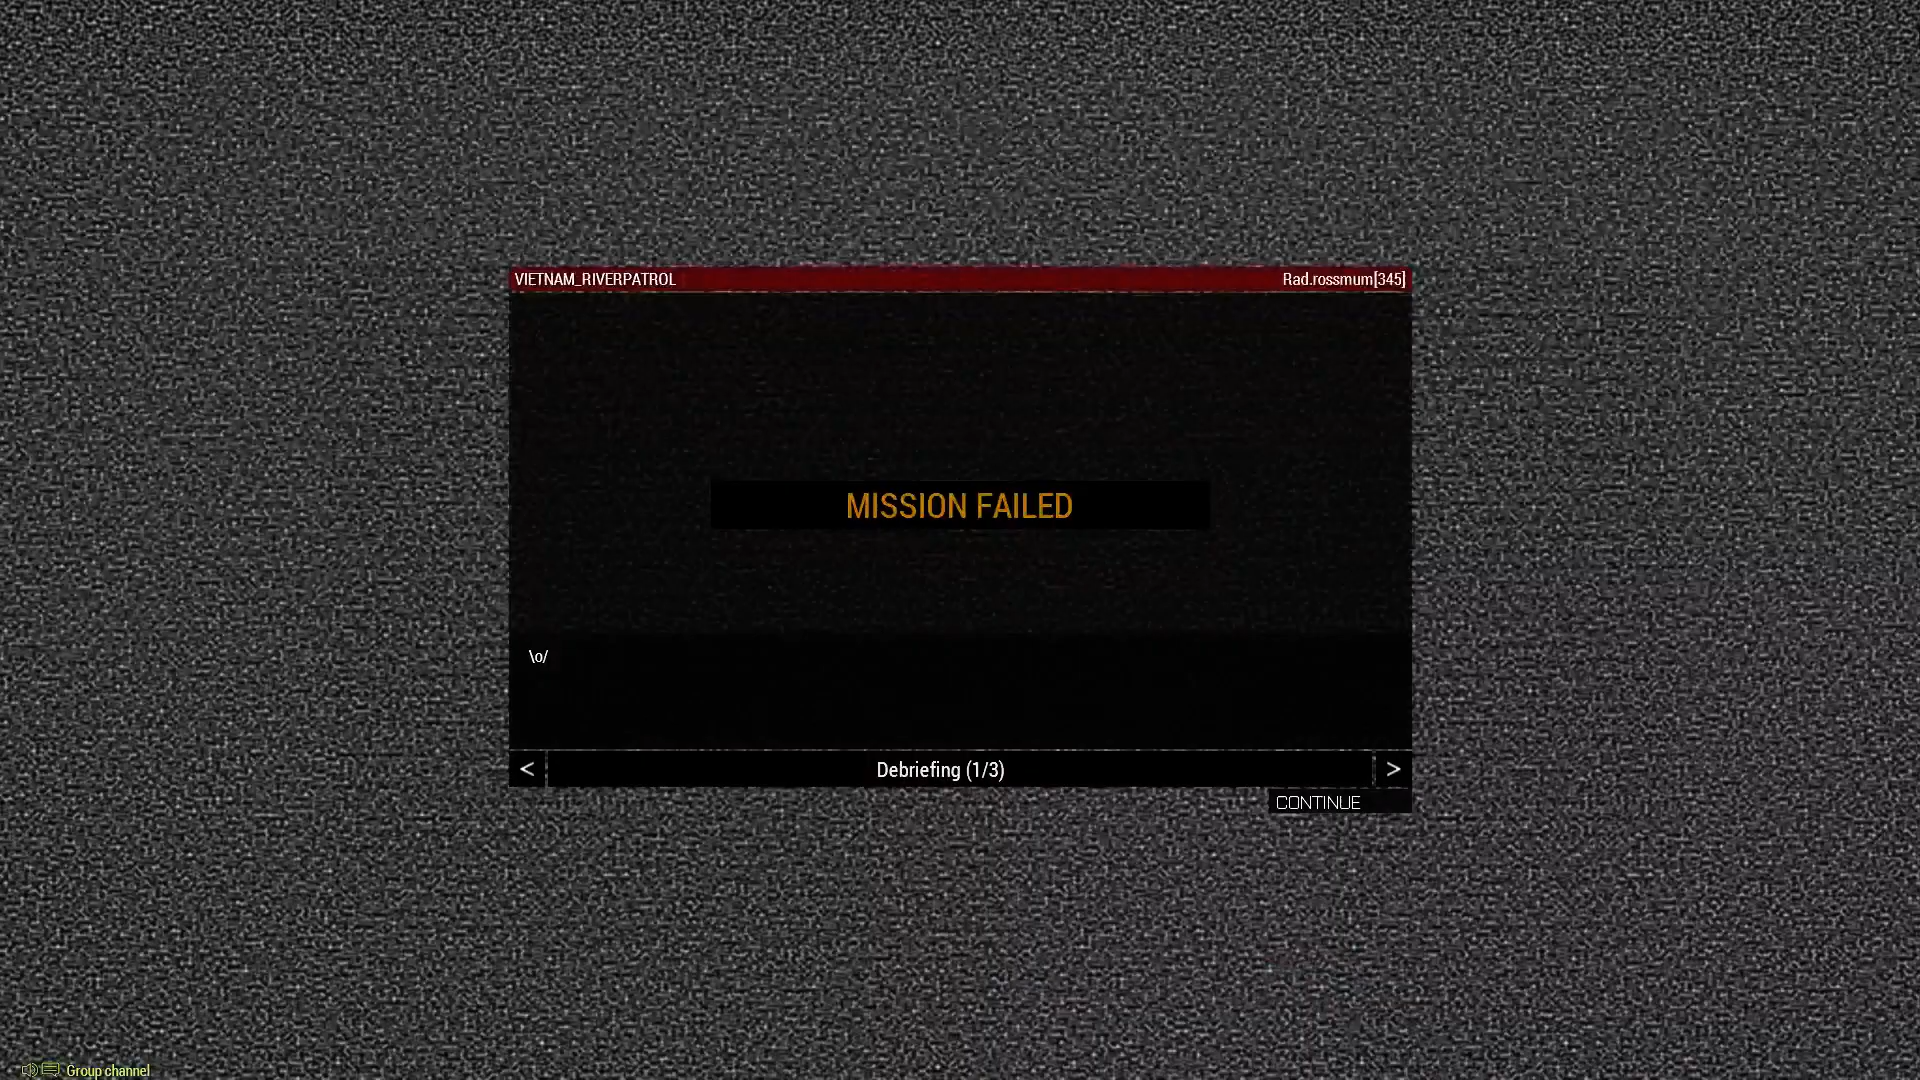 VIETNAM_RIVERPATROL
Rad.rossmum[345]
MISSION FAILED
\o/
< Debriefing (1/3) >
CONTINUE
Group channel